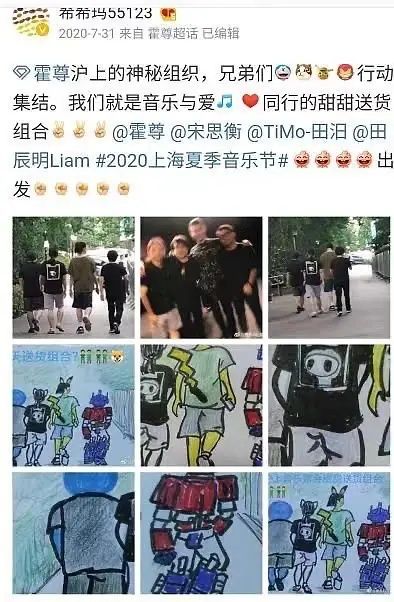 希希玛55123
2020-7-31 来自 霍尊超话 已编辑
霍尊沪上的神秘组织，兄弟们行动
集结。我们就是音乐与爱 同行的甜甜送货
组合 @霍尊 @宋思衡 @TiMo-田汨 @田
辰明Liam #2020上海夏季音乐节# 出
发
送货组合?